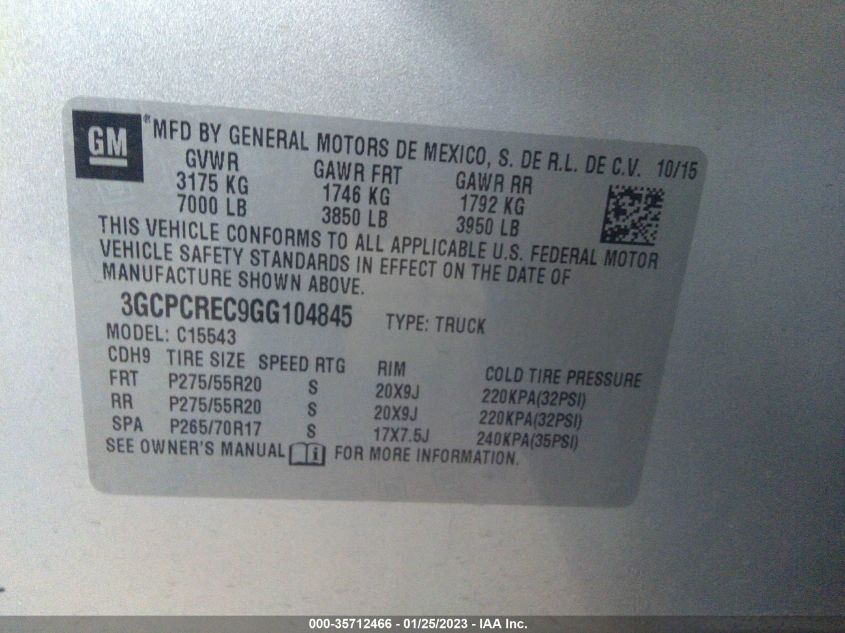 GM ® MFD BY GENERAL MOTORS DE MEXICO, S. DE R.L. DE C.V. 10/15
GVWR GAWR FRT GAWR RR
3175 KG 1746 KG 1792 KG
7000 LB 3850 LB 3950 LB
THIS VEHICLE CONFORMS TO ALL APPLICABLE U.S. FEDERAL MOTOR
VEHICLE SAFETY STANDARDS IN EFFECT ON THE DATE OF
MANUFACTURE SHOWN ABOVE.
3GCPCREC9GG104845 TYPE: TRUCK
MODEL: C15543
CDH9 TIRE SIZE SPEED RTG RIM COLD TIRE PRESSURE
FRT P275/55R20 S 20X9J 220KPA(32PSI)
RR P275/55R20 S 20X9J 220KPA(32PSI)
SPA P265/70R17 S 17X7.5J 240KPA(35PSI)
SEE OWNER'S MANUAL i FOR MORE INFORMATION.
000-35712466 - 01/25/2023 - IAA Inc.